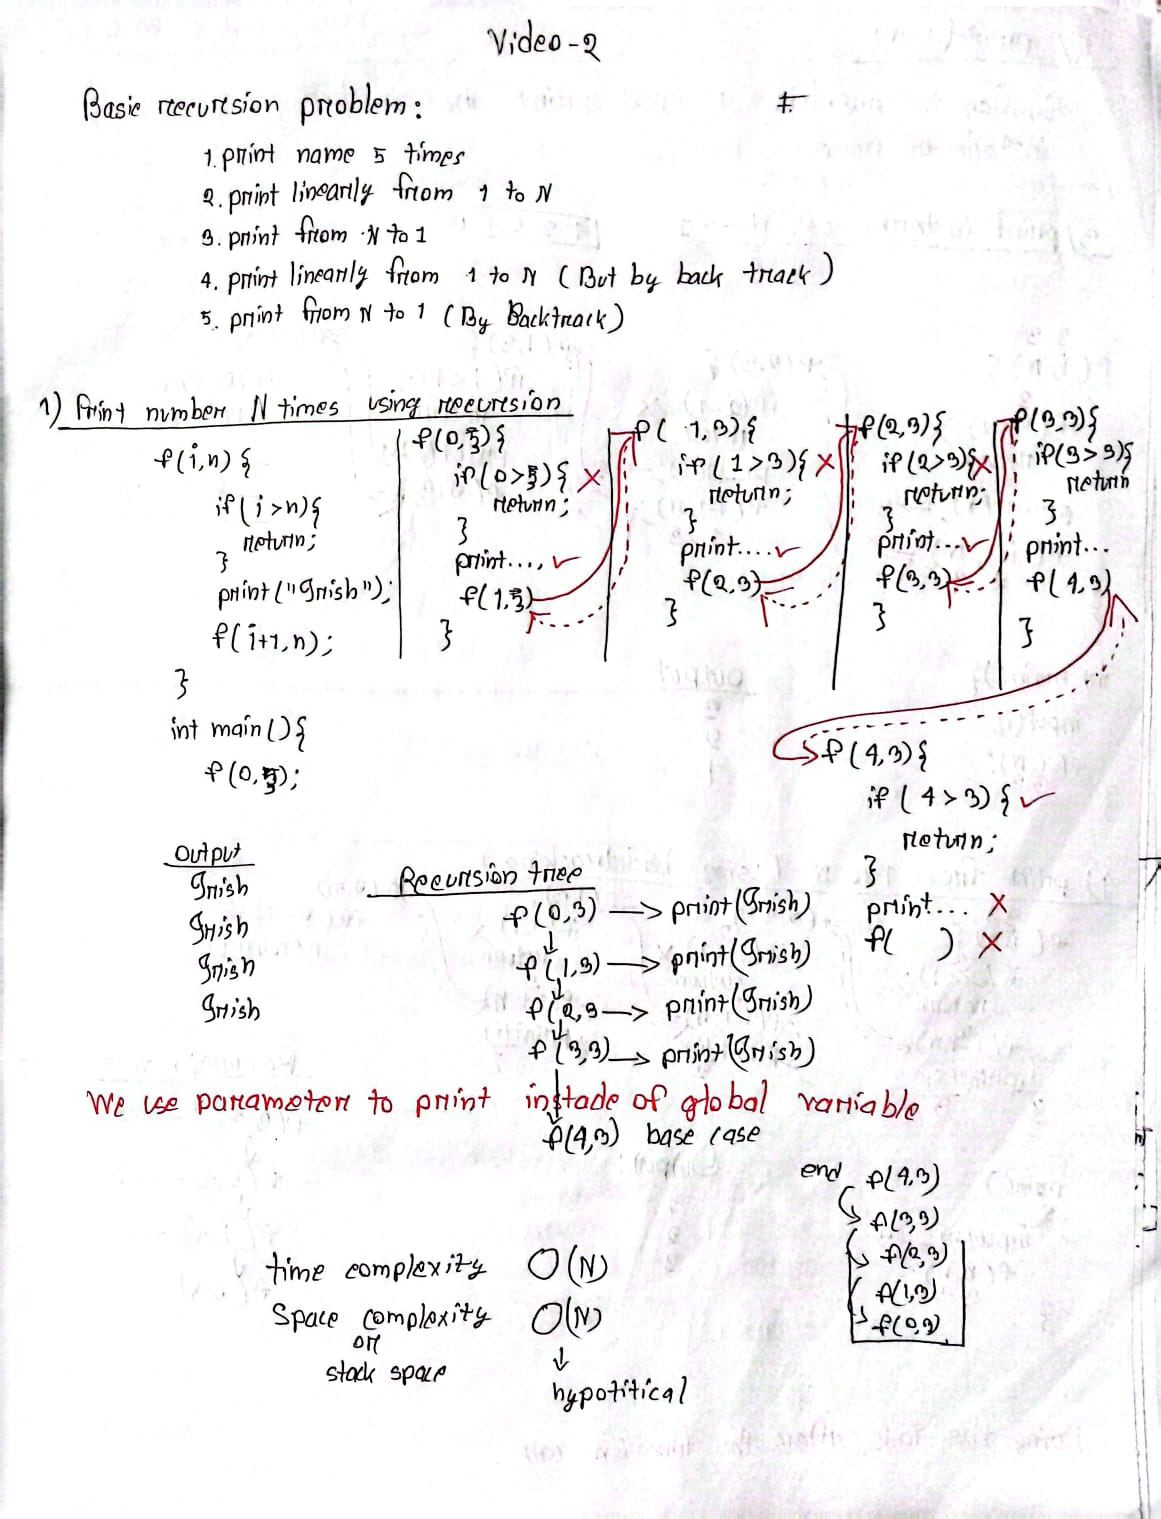 Video-2
Basic recursion problem:
1. print name 5 times
2. print linearly from 1 to N
3. print from N to 1
4. print linearly from 1 to N (But by back track)
5. print from N to 1 (By Backtrack)
1) Print number N times using recursion
f(i,n) {
if(i>n){
return;
}
print("Grish");
f(i+1,n);
}
int main(){
f(0,3);
f(0,3){
if(0>3){ ×
return;
}
print.... ✓
f(1,3)
}
f(1,3){
if(1>3){ ×
return;
}
print.... ✓
f(2,3)
}
f(2,3){
if(2>3){ ×
return;
}
print... ✓
f(3,3)
}
f(3,3){
if(3>3){
return
}
print...
f(4,3)
}
f(4,3){
if(4>3){ ✓
return;
}
print... ×
f( ) ×
Output
Grish
Grish
Grish
Grish
Recursion tree
f(0,3) → print(Grish)
↓
f(1,3) → print(Grish)
↓
f(2,3 → print(Grish)
↓
f(3,3) → print(Grish)
We use parameter to print instade of global variable
f(4,3) base case
end f(4,3)
f(3,3)
f(2,3)
f(1,3)
f(0,3)
time complexity O(N)
Space complexity O(N)
or
stack space
↓
hypotitical